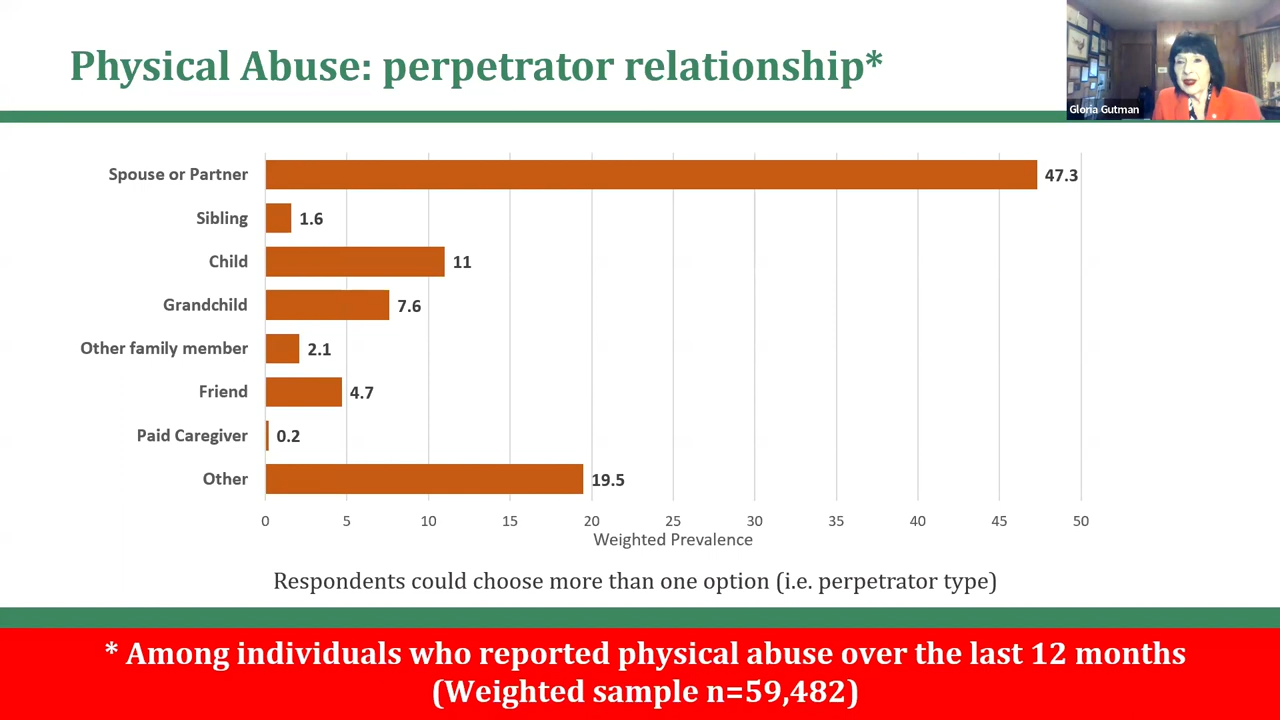 Physical Abuse: perpetrator relationship*
Gloria Gutman
Spouse or Partner 47.3
Sibling 1.6
Child 11
Grandchild 7.6
Other family member 2.1
Friend 4.7
Paid Caregiver 0.2
Other 19.5
0 5 10 15 20 25 30 35 40 45 50
Weighted Prevalence
Respondents could choose more than one option (i.e. perpetrator type)
* Among individuals who reported physical abuse over the last 12 months
(Weighted sample n=59,482)